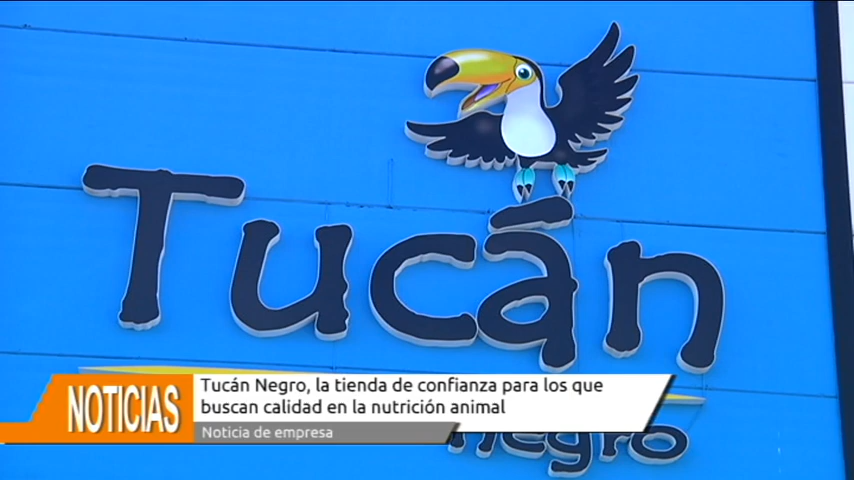 Tucán
negro
NOTICIAS
Tucán Negro, la tienda de confianza para los que
buscan calidad en la nutrición animal
Noticia de empresa